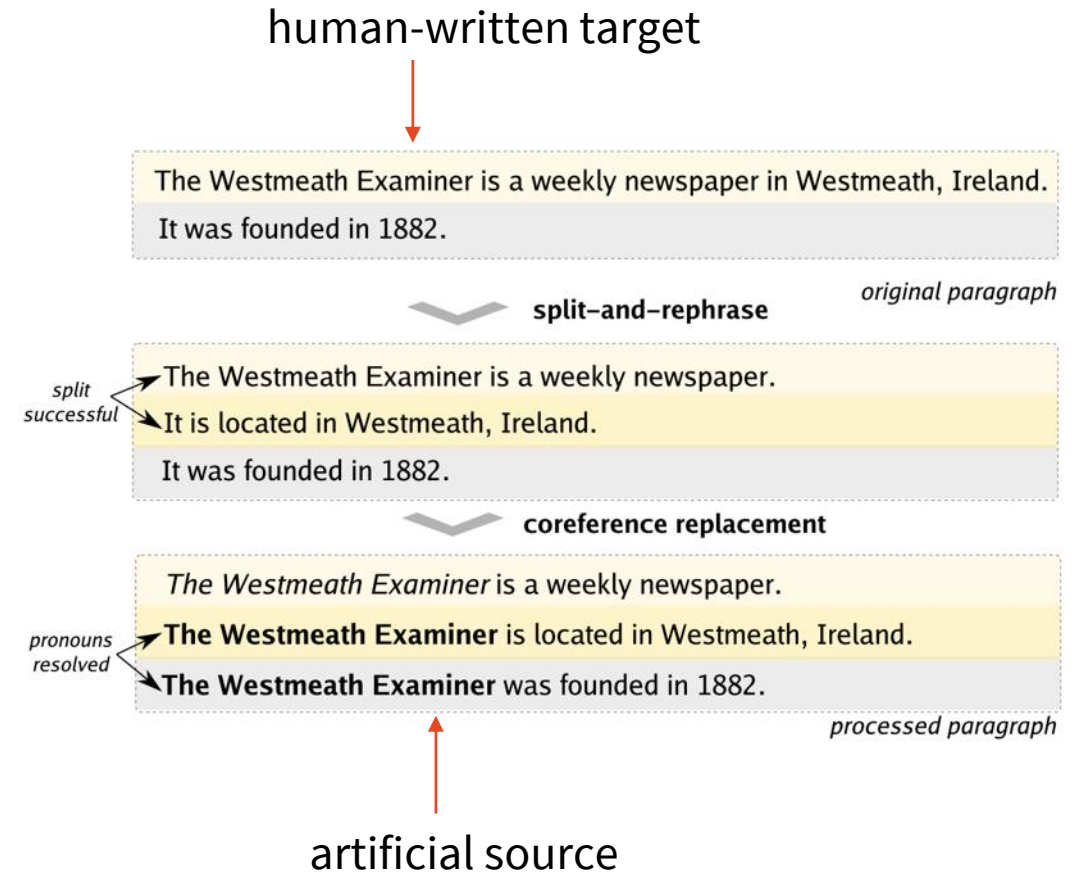 human-written target
The Westmeath Examiner is a weekly newspaper in Westmeath, Ireland.
It was founded in 1882.
original paragraph
split–and–rephrase
split
successful
The Westmeath Examiner is a weekly newspaper.
It is located in Westmeath, Ireland.
It was founded in 1882.
coreference replacement
The Westmeath Examiner is a weekly newspaper.
pronouns
resolved
The Westmeath Examiner is located in Westmeath, Ireland.
The Westmeath Examiner was founded in 1882.
processed paragraph
artificial source